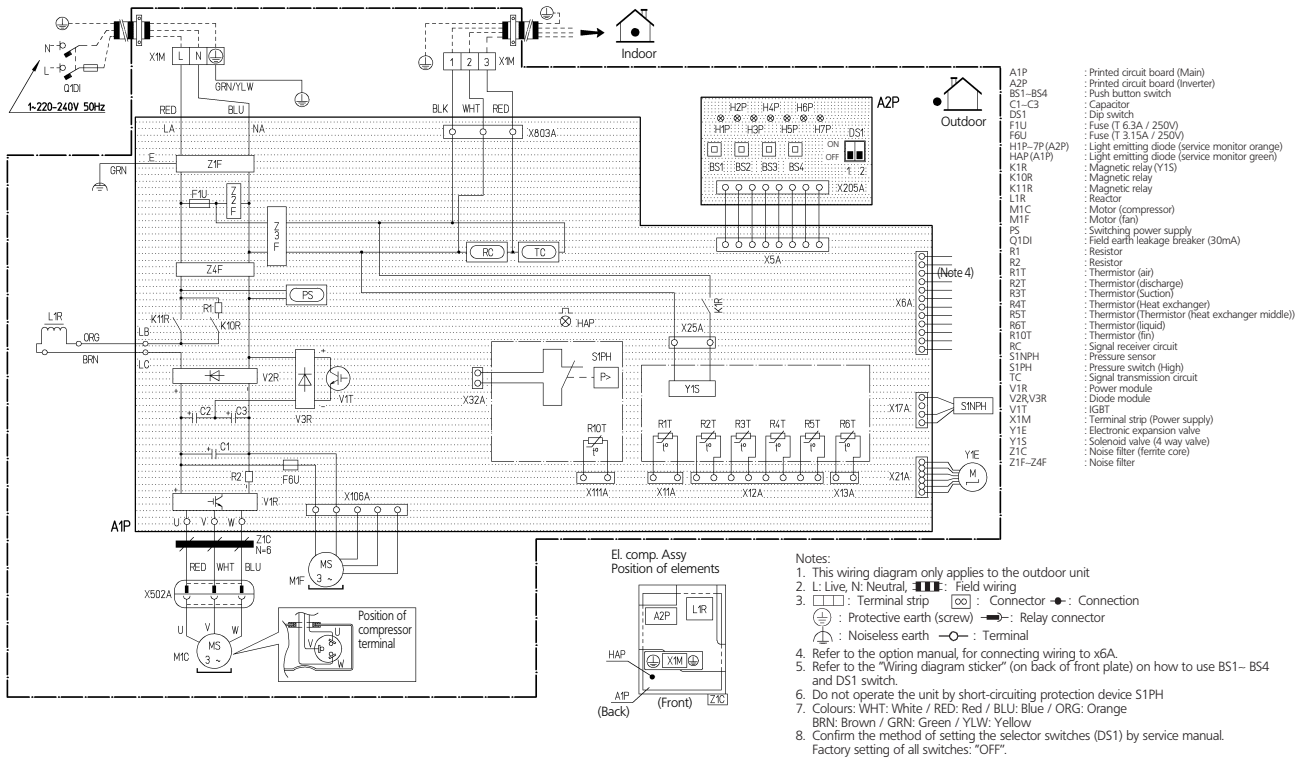 N
L
Q1DI
1~220-240V 50Hz
X1M
L
N
GRN/YLW
RED
BLU
LA
NA
1
2
3
X1M
Indoor
Outdoor
BLK
WHT
RED
X803A
E
GRN
Z1F
F1U
Z2F
Z3F
Z4F
RC
TC
PS
R1
K11R
K10R
L1R
ORG
BRN
LB
LC
V2R
V3R
V1T
C2
C3
C1
R2
F6U
V1R
X106A
A1P
U
V
W
Z1C
N=6
RED
WHT
BLU
X502A
U
V
W
MS
3 ~
M1C
MS
3 ~
M1F
Position of
compressor
terminal
U
V
W
A2P
H2P
H4P
H6P
H1P
H3P
H5P
H7P
DS1
ON
OFF
1 2
BS1
BS2
BS3
BS4
X205A
X5A
(Note 4)
X6A
K1R
HAP
X25A
Y1S
S1PH
P>
X32A
R10T
t°
X111A
R1T
t°
R2T
t°
R3T
t°
R4T
t°
R5T
t°
R6T
t°
X11A
X12A
X13A
X17A
S1NPH
X21A
Y1E
M
El. comp. Assy
Position of elements
A2P
L1R
HAP
X1M
A1P
(Back)
(Front)
Z1C
A1P : Printed circuit board (Main)
A2P : Printed circuit board (Inverter)
BS1~BS4 : Push button switch
C1~C3 : Capacitor
DS1 : Dip switch
F1U : Fuse (T 6.3A / 250V)
F6U : Fuse (T 3.15A / 250V)
H1P~7P (A2P) : Light emitting diode (service monitor orange)
HAP (A1P) : Light emitting diode (service monitor green)
K1R : Magnetic relay (Y1S)
K10R : Magnetic relay
K11R : Magnetic relay
L1R : Reactor
M1C : Motor (compressor)
M1F : Motor (fan)
PS : Switching power supply
Q1DI : Field earth leakage breaker (30mA)
R1 : Resistor
R2 : Resistor
R1T : Thermistor (air)
R2T : Thermistor (discharge)
R3T : Thermistor (Suction)
R4T : Thermistor (Heat exchanger)
R5T : Thermistor (Thermistor (heat exchanger middle))
R6T : Thermistor (liquid)
R10T : Thermistor (fin)
RC : Signal receiver circuit
S1NPH : Pressure sensor
S1PH : Pressure switch (High)
TC : Signal transmission circuit
V1R : Power module
V2R,V3R : Diode module
V1T : IGBT
X1M : Terminal strip (Power supply)
Y1E : Electronic expansion valve
Y1S : Solenoid valve (4 way valve)
Z1C : Noise filter (ferrite core)
Z1F~Z4F : Noise filter
Notes:
1. This wiring diagram only applies to the outdoor unit
2. L: Live, N: Neutral, : Field wiring
3. : Terminal strip : Connector : Connection
: Protective earth (screw) : Relay connector
: Noiseless earth : Terminal
4. Refer to the option manual, for connecting wiring to x6A.
5. Refer to the "Wiring diagram sticker" (on back of front plate) on how to use BS1~ BS4
and DS1 switch.
6. Do not operate the unit by short-circuiting protection device S1PH
7. Colours: WHT: White / RED: Red / BLU: Blue / ORG: Orange
BRN: Brown / GRN: Green / YLW: Yellow
8. Confirm the method of setting the selector switches (DS1) by service manual.
Factory setting of all switches: "OFF".